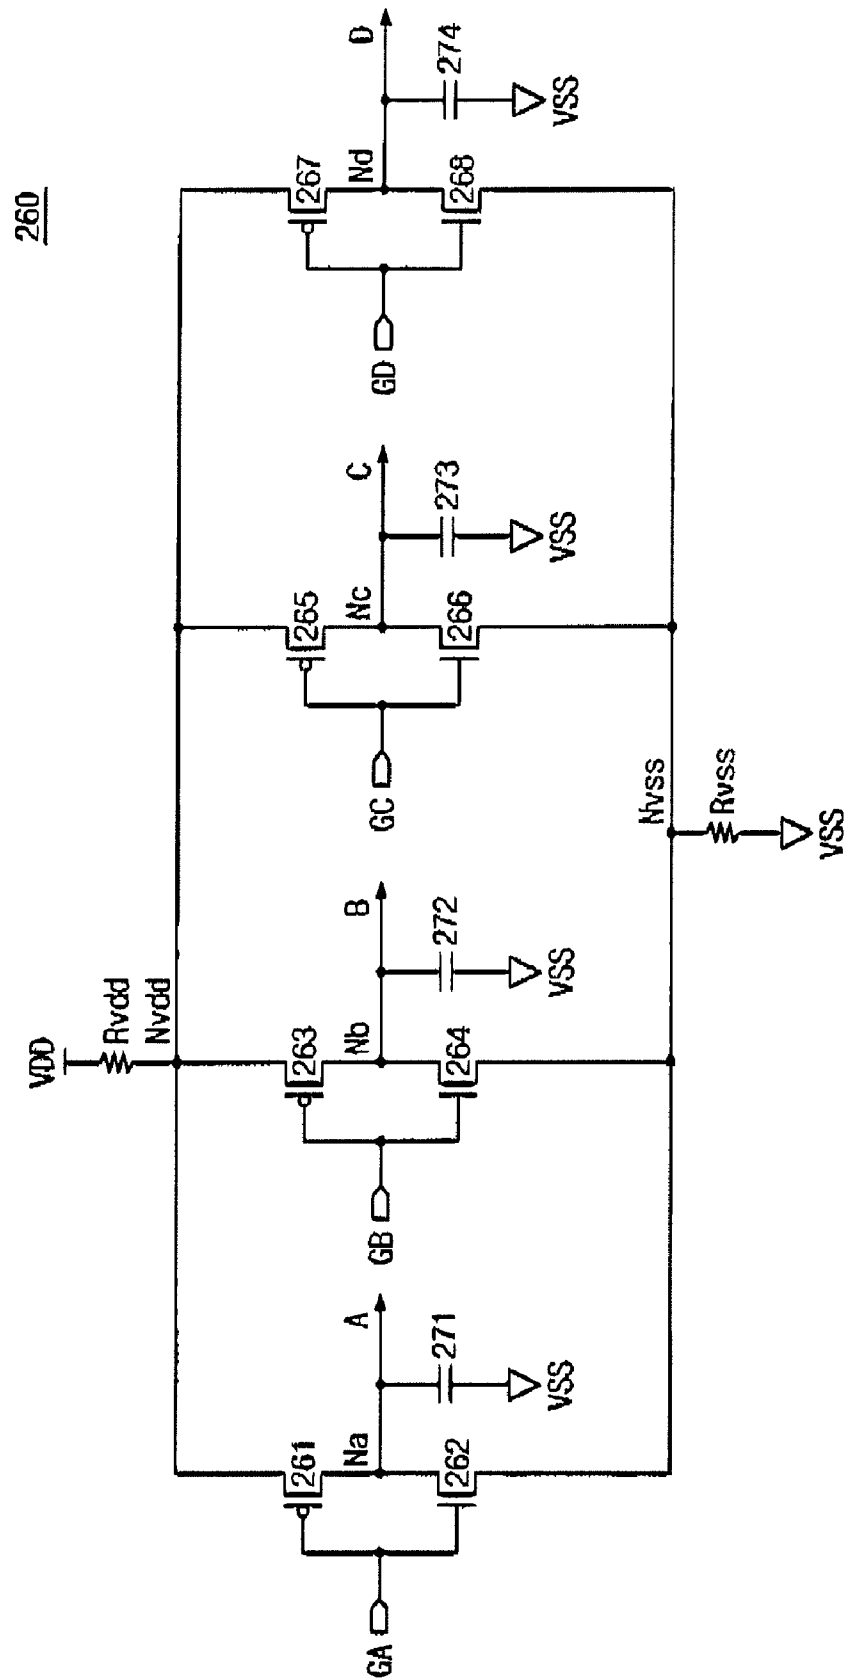 260
VDD
Rvdd
Nvdd
261
263
265
267
GA
Na
A
GB
Nb
B
GC
Nc
C
GD
Nd
D
262
271
264
272
266
273
268
274
VSS
VSS
VSS
VSS
Nvss
Rvss
VSS